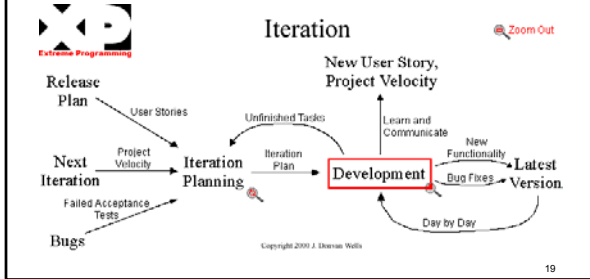 XP
Extreme Programming
Iteration
Zoom Out
New User Story,
Project Velocity
Release
Plan
User Stories
Unfinished Tasks
Learn and
Communicate
Project
Velocity
Next
Iteration
Iteration
Planning
Iteration
Plan
Development
New
Functionality
Bug Fixes
Latest
Version
Failed Acceptance
Tests
Bugs
Day by Day
Copyright 2000 J. Donvan Wells
19